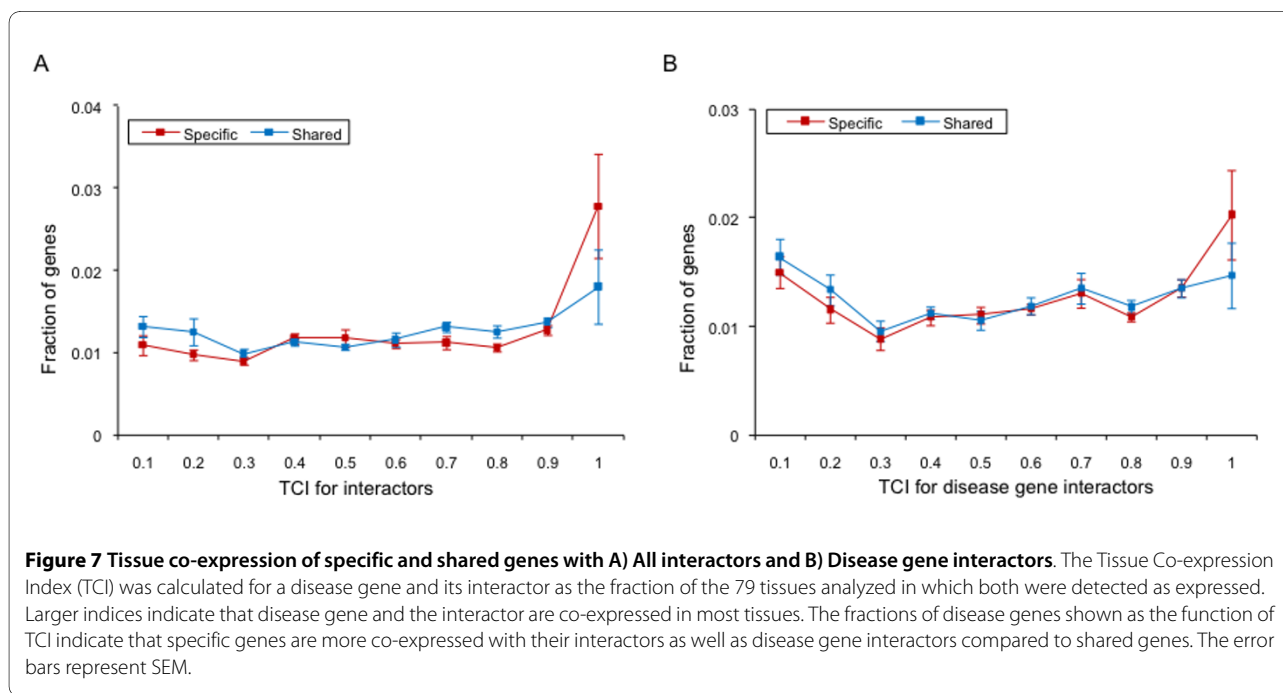 A
0.04
0.03
0.02
0.01
0
Fraction of genes
Specific
Shared
0.1 0.2 0.3 0.4 0.5 0.6 0.7 0.8 0.9 1
TCI for interactors
B
0.03
0.02
0.01
0
Fraction of genes
Specific
Shared
0.1 0.2 0.3 0.4 0.5 0.6 0.7 0.8 0.9 1
TCI for disease gene interactors
Figure 7 Tissue co-expression of specific and shared genes with A) All interactors and B) Disease gene interactors. The Tissue Co-expression
Index (TCI) was calculated for a disease gene and its interactor as the fraction of the 79 tissues analyzed in which both were detected as expressed.
Larger indices indicate that disease gene and the interactor are co-expressed in most tissues. The fractions of disease genes shown as the function of
TCI indicate that specific genes are more co-expressed with their interactors as well as disease gene interactors compared to shared genes. The error
bars represent SEM.